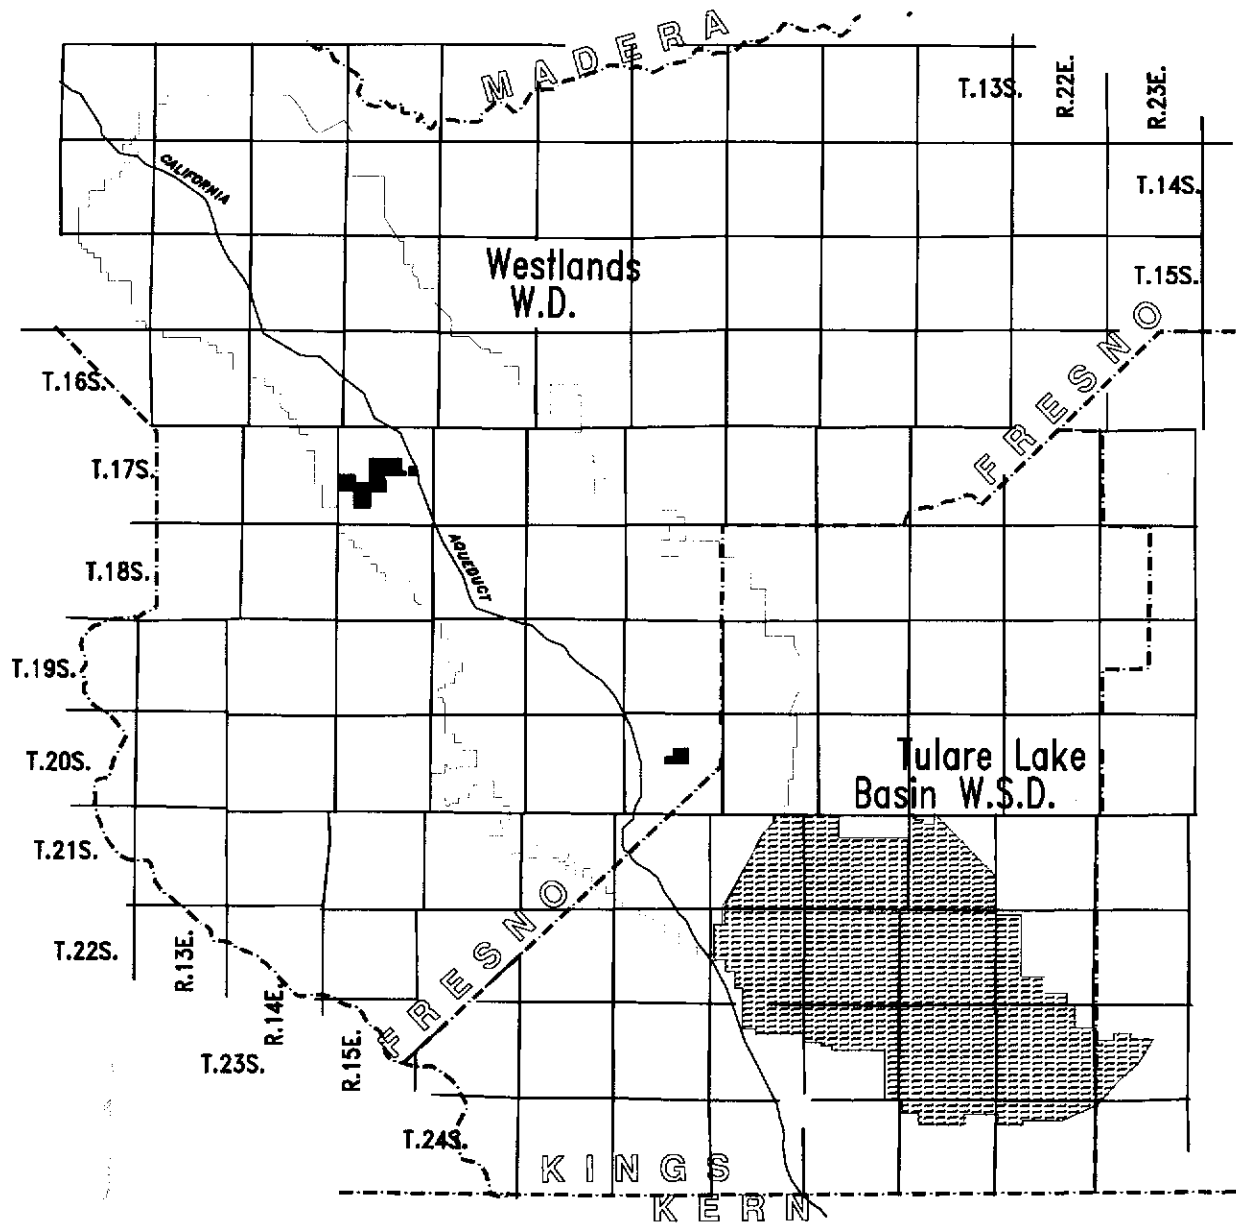 MADERA
T.13S.
R.22E.
R.23E.
CALIFORNIA
T.14S.
Westlands
W.D.
T.15S.
FRESNO
T.16S.
T.17S.
AQUEDUCT
T.18S.
T.19S.
Tulare Lake
Basin W.S.D.
T.20S.
T.21S.
FRESNO
T.22S.
R.13E.
R.14E.
R.15E.
T.23S.
T.24S.
KINGS
KERN